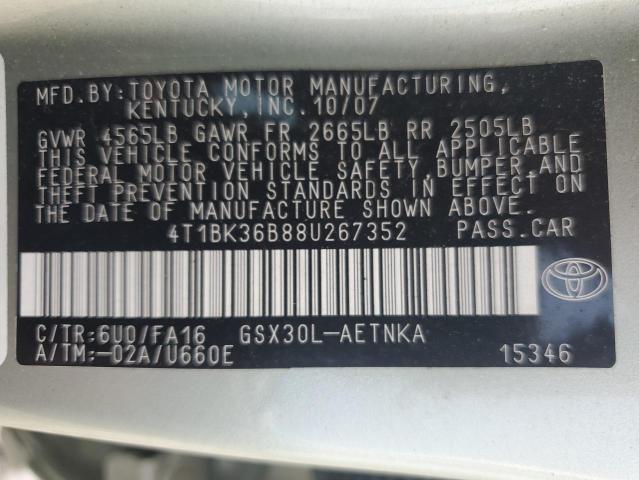 MFD.BY:TOYOTA MOTOR MANUFACTURING,
KENTUCKY,INC. 10/07
GVWR 4565LB GAWR FR 2665LB RR 2505LB
THIS VEHICLE CONFORMS TO ALL APPLICABLE
FEDERAL MOTOR VEHICLE SAFETY,BUMPER,AND
THEFT PREVENTION STANDARDS IN EFFECT ON
THE DATE OF MANUFACTURE SHOWN ABOVE.
4T1BK36B88U267352 PASS.CAR
C/TR:6U0/FA16 GSX30L-AETNKA
A/TM:-02A/U660E 15346